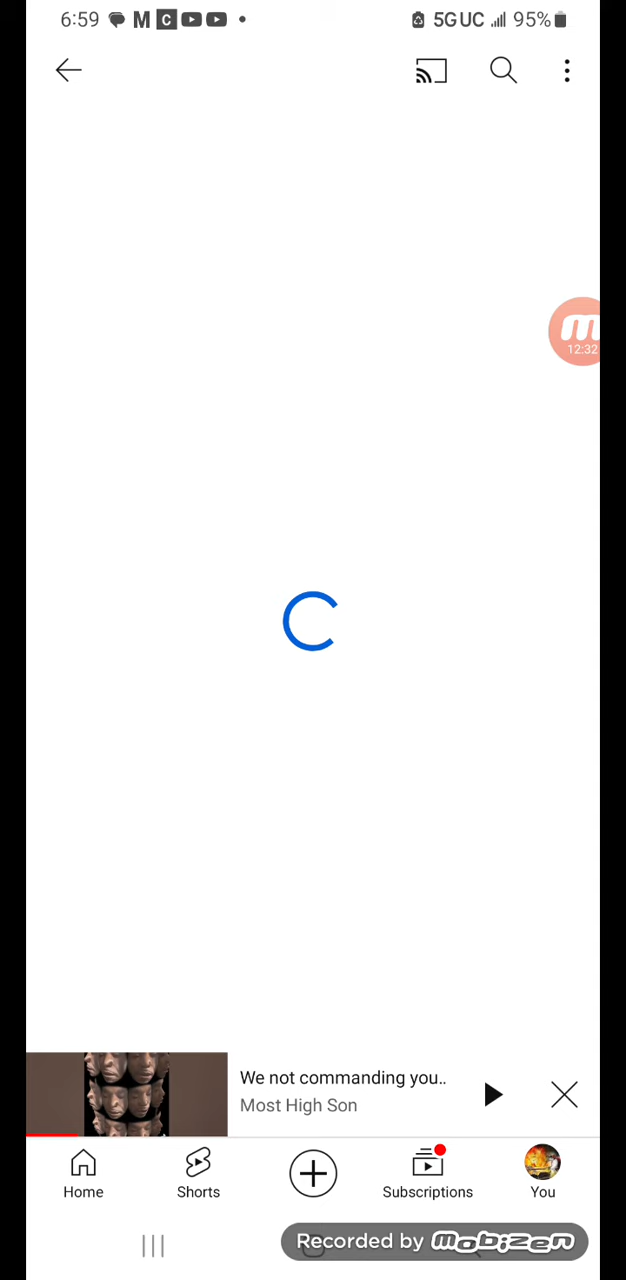 6:59 M C 5G UC 95%
m
12:32
We not commanding you..
Most High Son
Home Shorts Subscriptions You
Recorded by mobizen